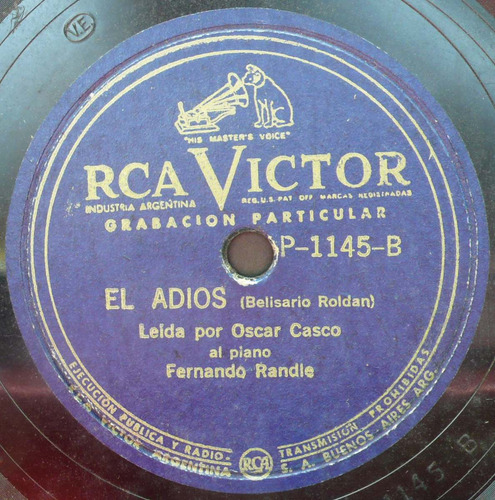 V.E
"HIS MASTER'S VOICE"
RCA VICTOR
INDUSTRIA ARGENTINA
REG. U.S. PAT. OFF MARCAS REGISTRADAS
GRABACION PARTICULAR
P-1145-B
EL ADIOS (Belisario Roldan)
Leida por Oscar Casco
al piano
Fernando Randle
EJECUCION PUBLICA Y RADIO-
TRANSMISION PROHIBIDAS
RCA VICTOR ARGENTINA
RCA
S. A. BUENOS AIRES ARG.
1145 B